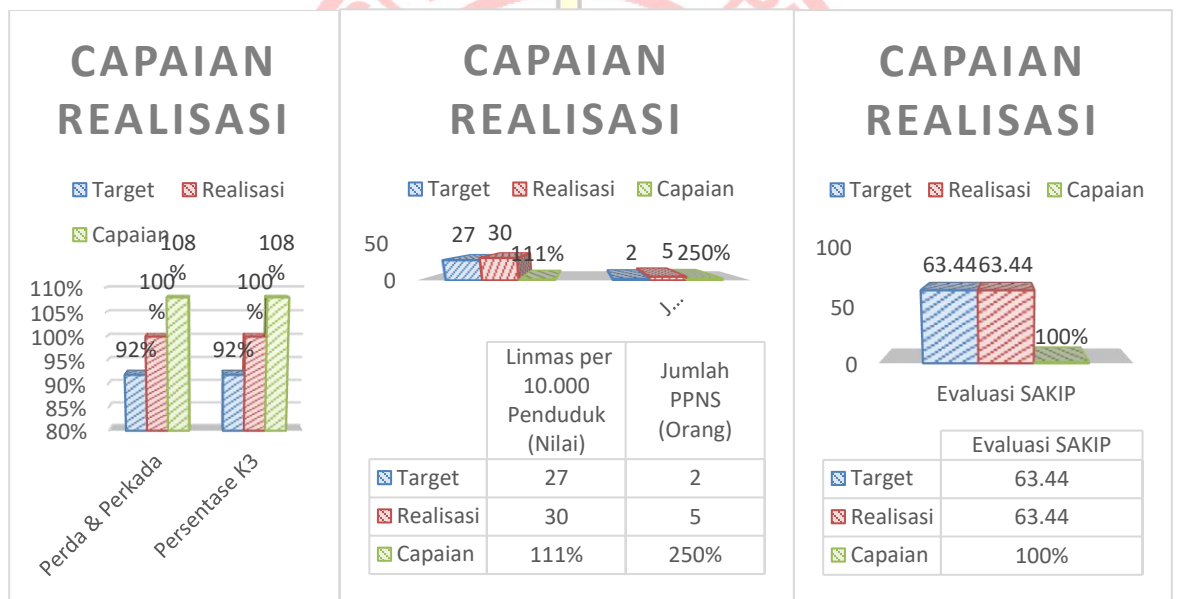 CAPAIAN
REALISASI
Target Realisasi
Capaian
108
%
108
%
100
%
100
%
92%
92%
110%
105%
100%
95%
90%
85%
80%
Perda & Perkada
Persentase K3
CAPAIAN
REALISASI
Target Realisasi Capaian
50
0
27 30 111% 2 5 250%
J...
Linmas per
10.000
Penduduk
(Nilai)
Jumlah
PPNS
(Orang)
Target 27 2
Realisasi 30 5
Capaian 111% 250%
CAPAIAN
REALISASI
Target Realisasi Capaian
100
50
0
63.44 63.44
100%
Evaluasi SAKIP
Evaluasi SAKIP
Target 63.44
Realisasi 63.44
Capaian 100%